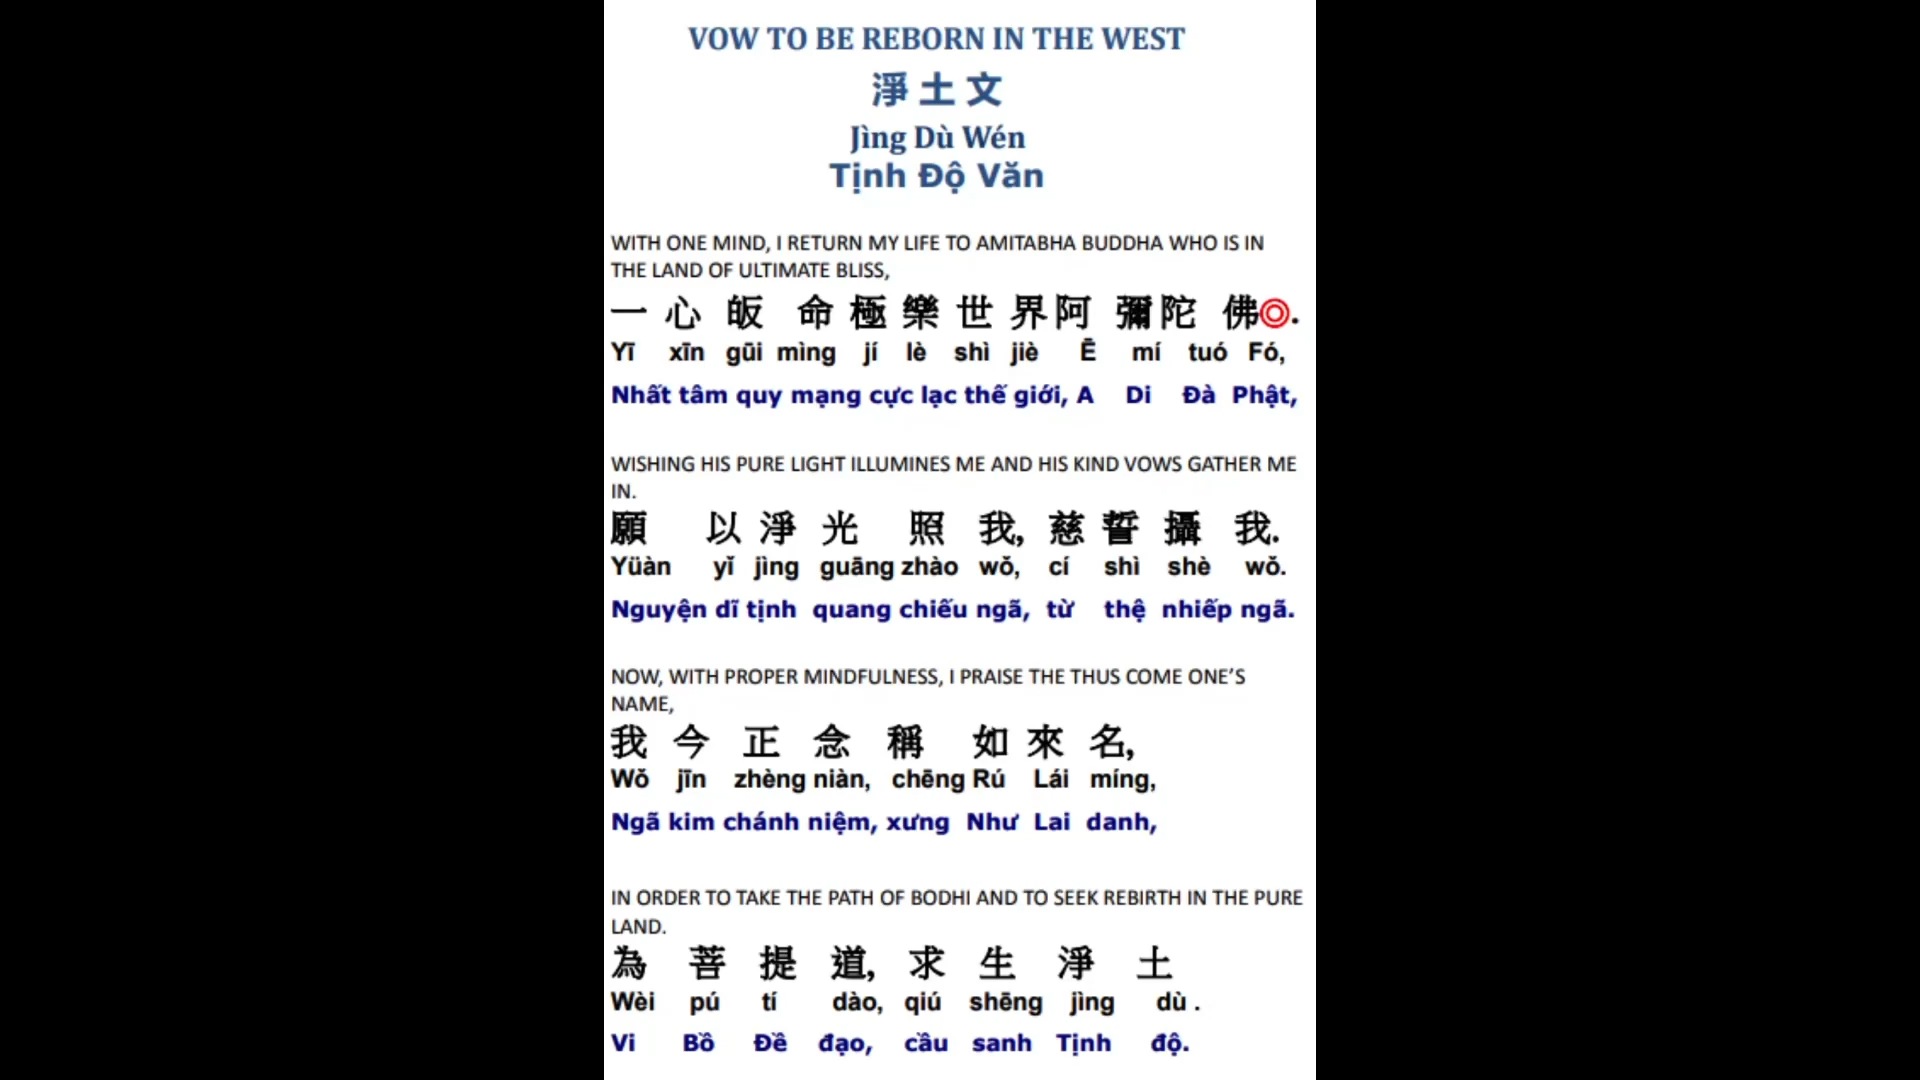 VOW TO BE REBORN IN THE WEST
淨土文
Jìng Dù Wén
Tịnh Độ Văn
WITH ONE MIND, I RETURN MY LIFE TO AMITABHA BUDDHA WHO IS IN
THE LAND OF ULTIMATE BLISS,
一心皈命極樂世界阿彌陀佛◎.
Yī xīn gūi mìng jí lè shì jiè Ē mí tuó Fó,
Nhất tâm quy mạng cực lạc thế giới, A Di Đà Phật,
WISHING HIS PURE LIGHT ILLUMINES ME AND HIS KIND VOWS GATHER ME
IN.
願以淨光照我, 慈誓攝我.
Yüàn yǐ jìng guāng zhào wǒ, cí shì shè wǒ.
Nguyện dĩ tịnh quang chiếu ngã, từ thệ nhiếp ngã.
NOW, WITH PROPER MINDFULNESS, I PRAISE THE THUS COME ONE’S
NAME,
我今正念稱如來名,
Wǒ jīn zhèng niàn, chēng Rú Lái míng,
Ngã kim chánh niệm, xưng Như Lai danh,
IN ORDER TO TAKE THE PATH OF BODHI AND TO SEEK REBIRTH IN THE PURE
LAND.
為菩提道, 求生淨土
Wèi pú tí dào, qiú shēng jìng dù .
Vi Bồ Đề đạo, cầu sanh Tịnh độ.